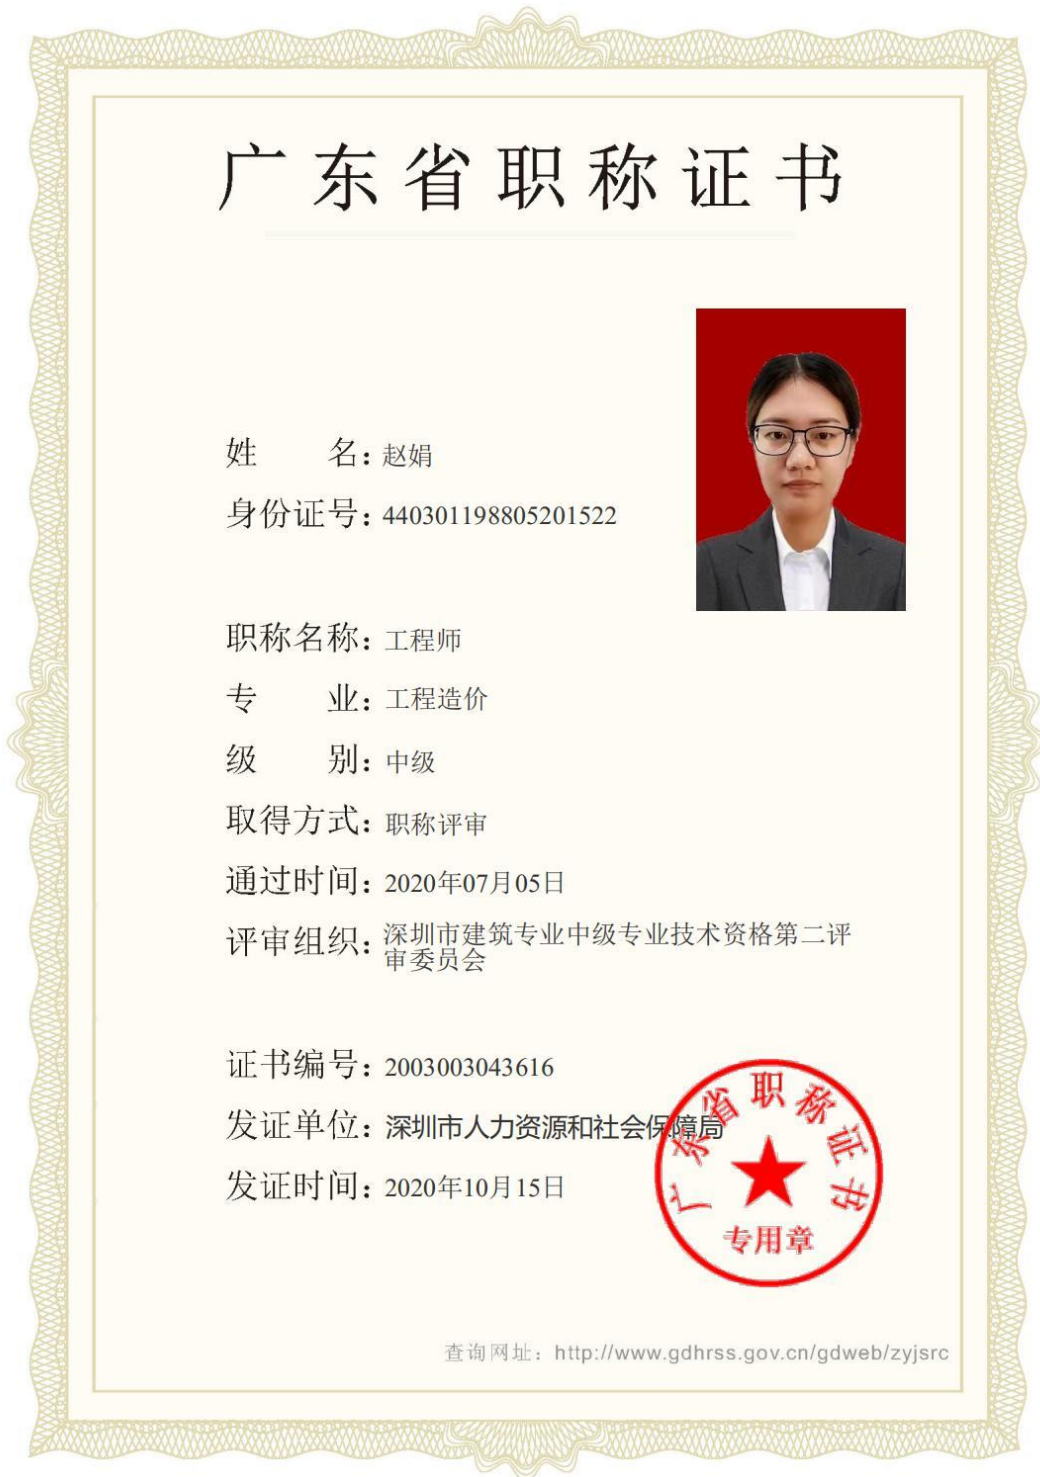 广东省职称证书
姓 名：赵娟
身份证号：440301198805201522
职称名称：工程师
专 业：工程造价
级 别：中级
取得方式：职称评审
通过时间：2020年07月05日
评审组织：深圳市建筑专业中级专业技术资格第二评
审委员会
证书编号：2003003043616
发证单位：深圳市人力资源和社会保障局
发证时间：2020年10月15日
广东省职称证书
专用章
查询网址：http://www.gdhrss.gov.cn/gdweb/zyjsrc